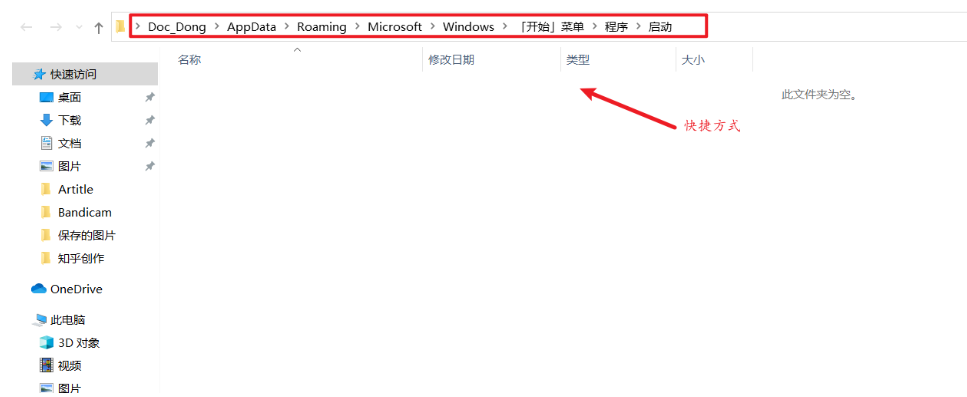 Doc_Dong > AppData > Roaming > Microsoft > Windows > 「开始」菜单 > 程序 > 启动
名称 修改日期 类型 大小
快速访问
此文件夹为空。
桌面
下载
快捷方式
文档
图片
Artitle
Bandicam
保存的图片
知乎创作
OneDrive
此电脑
3D 对象
视频
图片